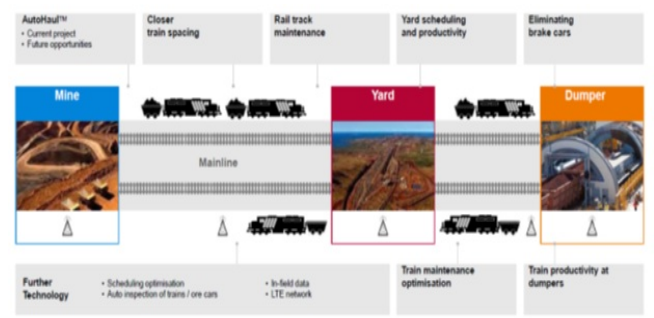 AutoHaul™
• Current project
• Future opportunities
Closer
train spacing
Rail track
maintenance
Yard scheduling
and productivity
Eliminating
brake cars
Mine
Yard
Dumper
Mainline
Further
Technology
• Scheduling optimisation
• Auto inspection of trains / ore cars
• In-field data
• LTE network
Train maintenance
optimisation
Train productivity at
dumpers